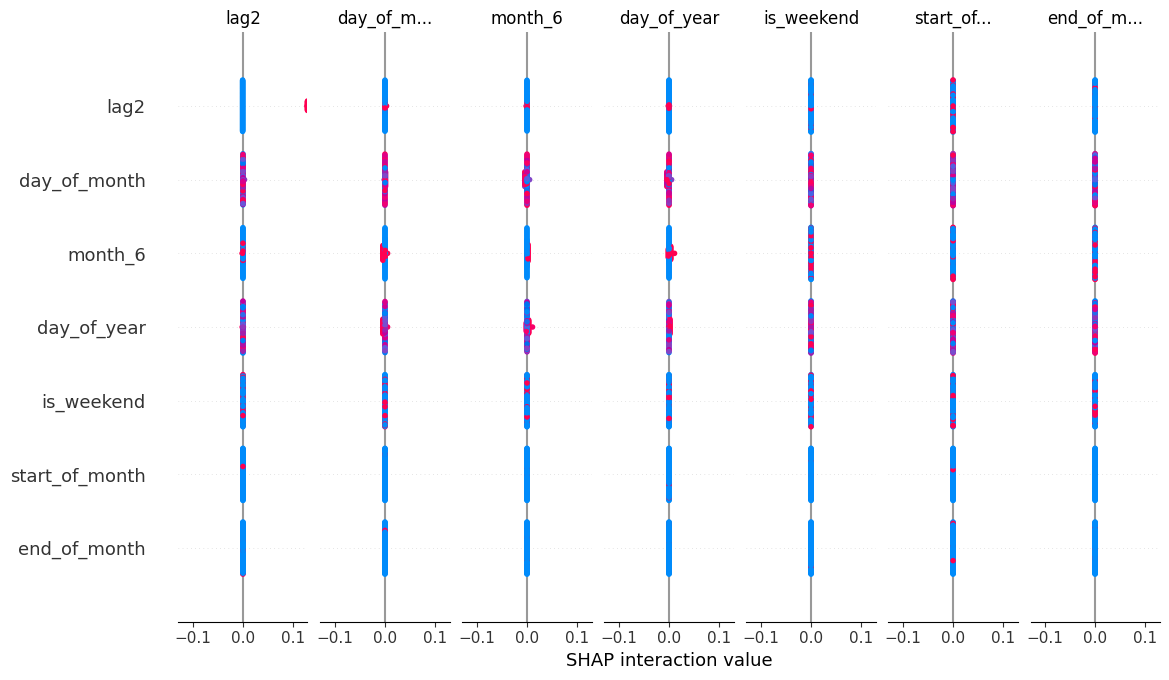 lag2 day_of_m... month_6 day_of_year is_weekend start_of... end_of_m...
lag2
day_of_month
month_6
day_of_year
is_weekend
start_of_month
end_of_month
−0.1 0.0 0.1 −0.1 0.0 0.1 −0.1 0.0 0.1 −0.1 0.0 0.1 −0.1 0.0 0.1 −0.1 0.0 0.1 −0.1 0.0 0.1
SHAP interaction value